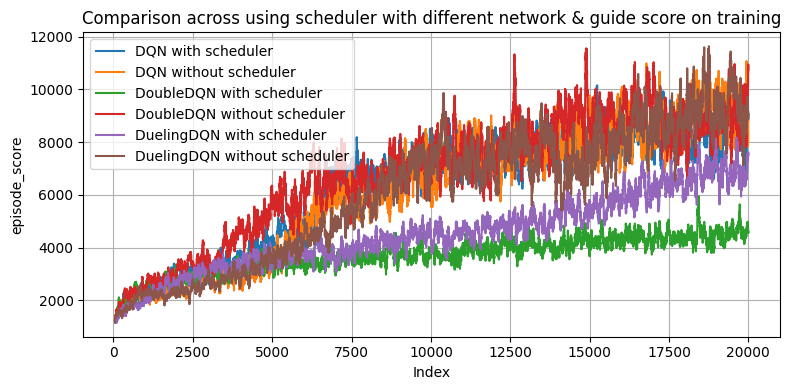 Comparison across using scheduler with different network & guide score on training
12000
10000
8000
6000
4000
2000
episode_score
DQN with scheduler
DQN without scheduler
DoubleDQN with scheduler
DoubleDQN without scheduler
DuelingDQN with scheduler
DuelingDQN without scheduler
0 2500 5000 7500 10000 12500 15000 17500 20000
Index